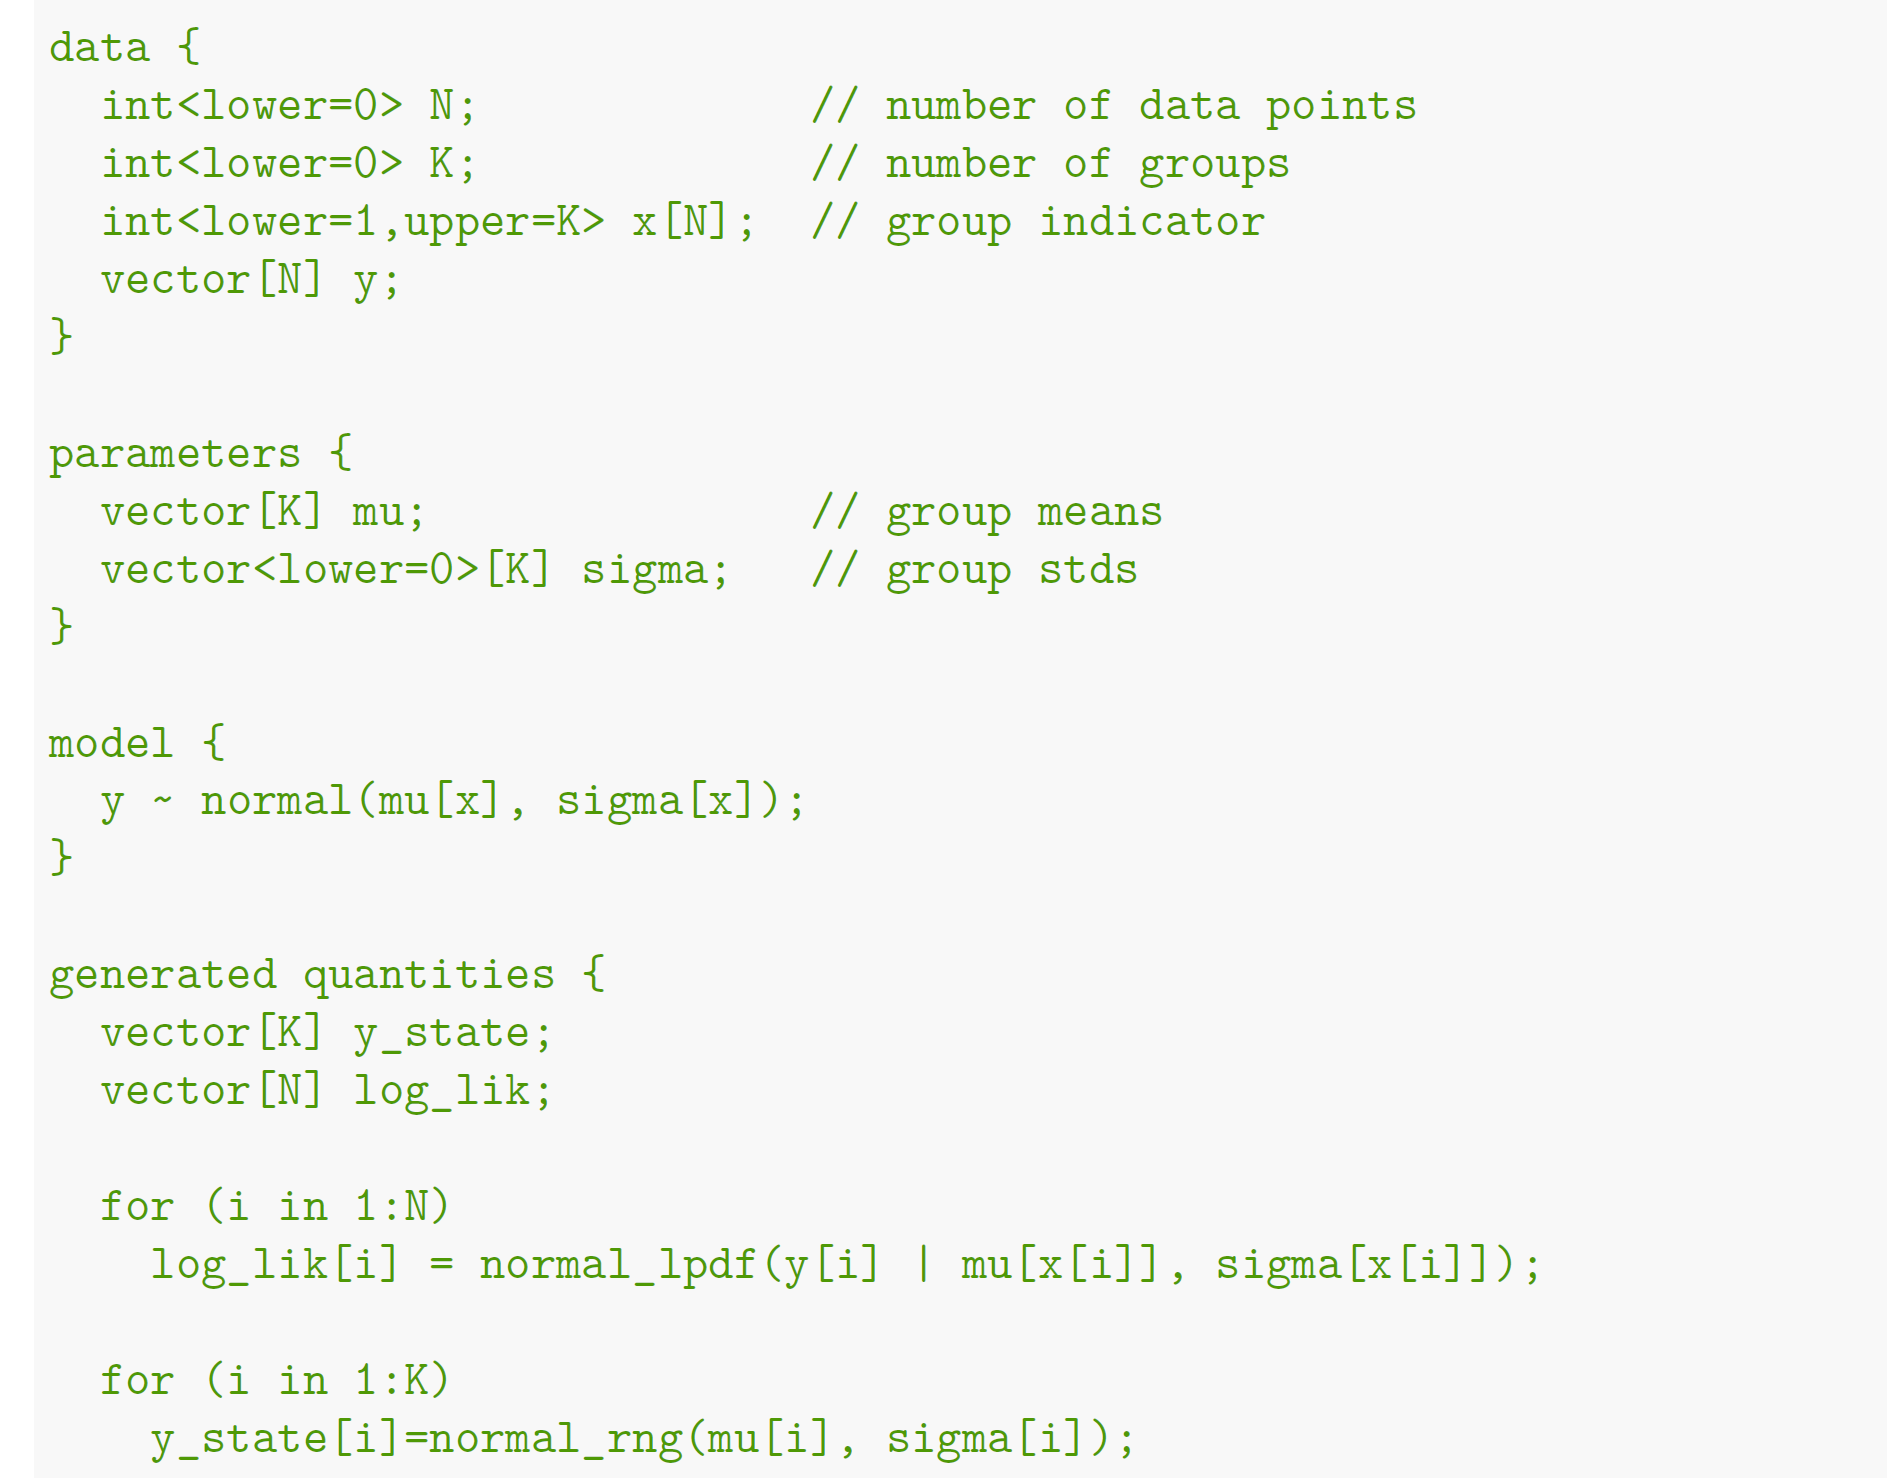 data {
  int<lower=0> N;             // number of data points
  int<lower=0> K;             // number of groups
  int<lower=1,upper=K> x[N];  // group indicator
  vector[N] y;
}

parameters {
  vector[K] mu;               // group means
  vector<lower=0>[K] sigma;   // group stds
}

model {
  y ~ normal(mu[x], sigma[x]);
}

generated quantities {
  vector[K] y_state;
  vector[N] log_lik;

  for (i in 1:N)
    log_lik[i] = normal_lpdf(y[i] | mu[x[i]], sigma[x[i]]);

  for (i in 1:K)
    y_state[i]=normal_rng(mu[i], sigma[i]);